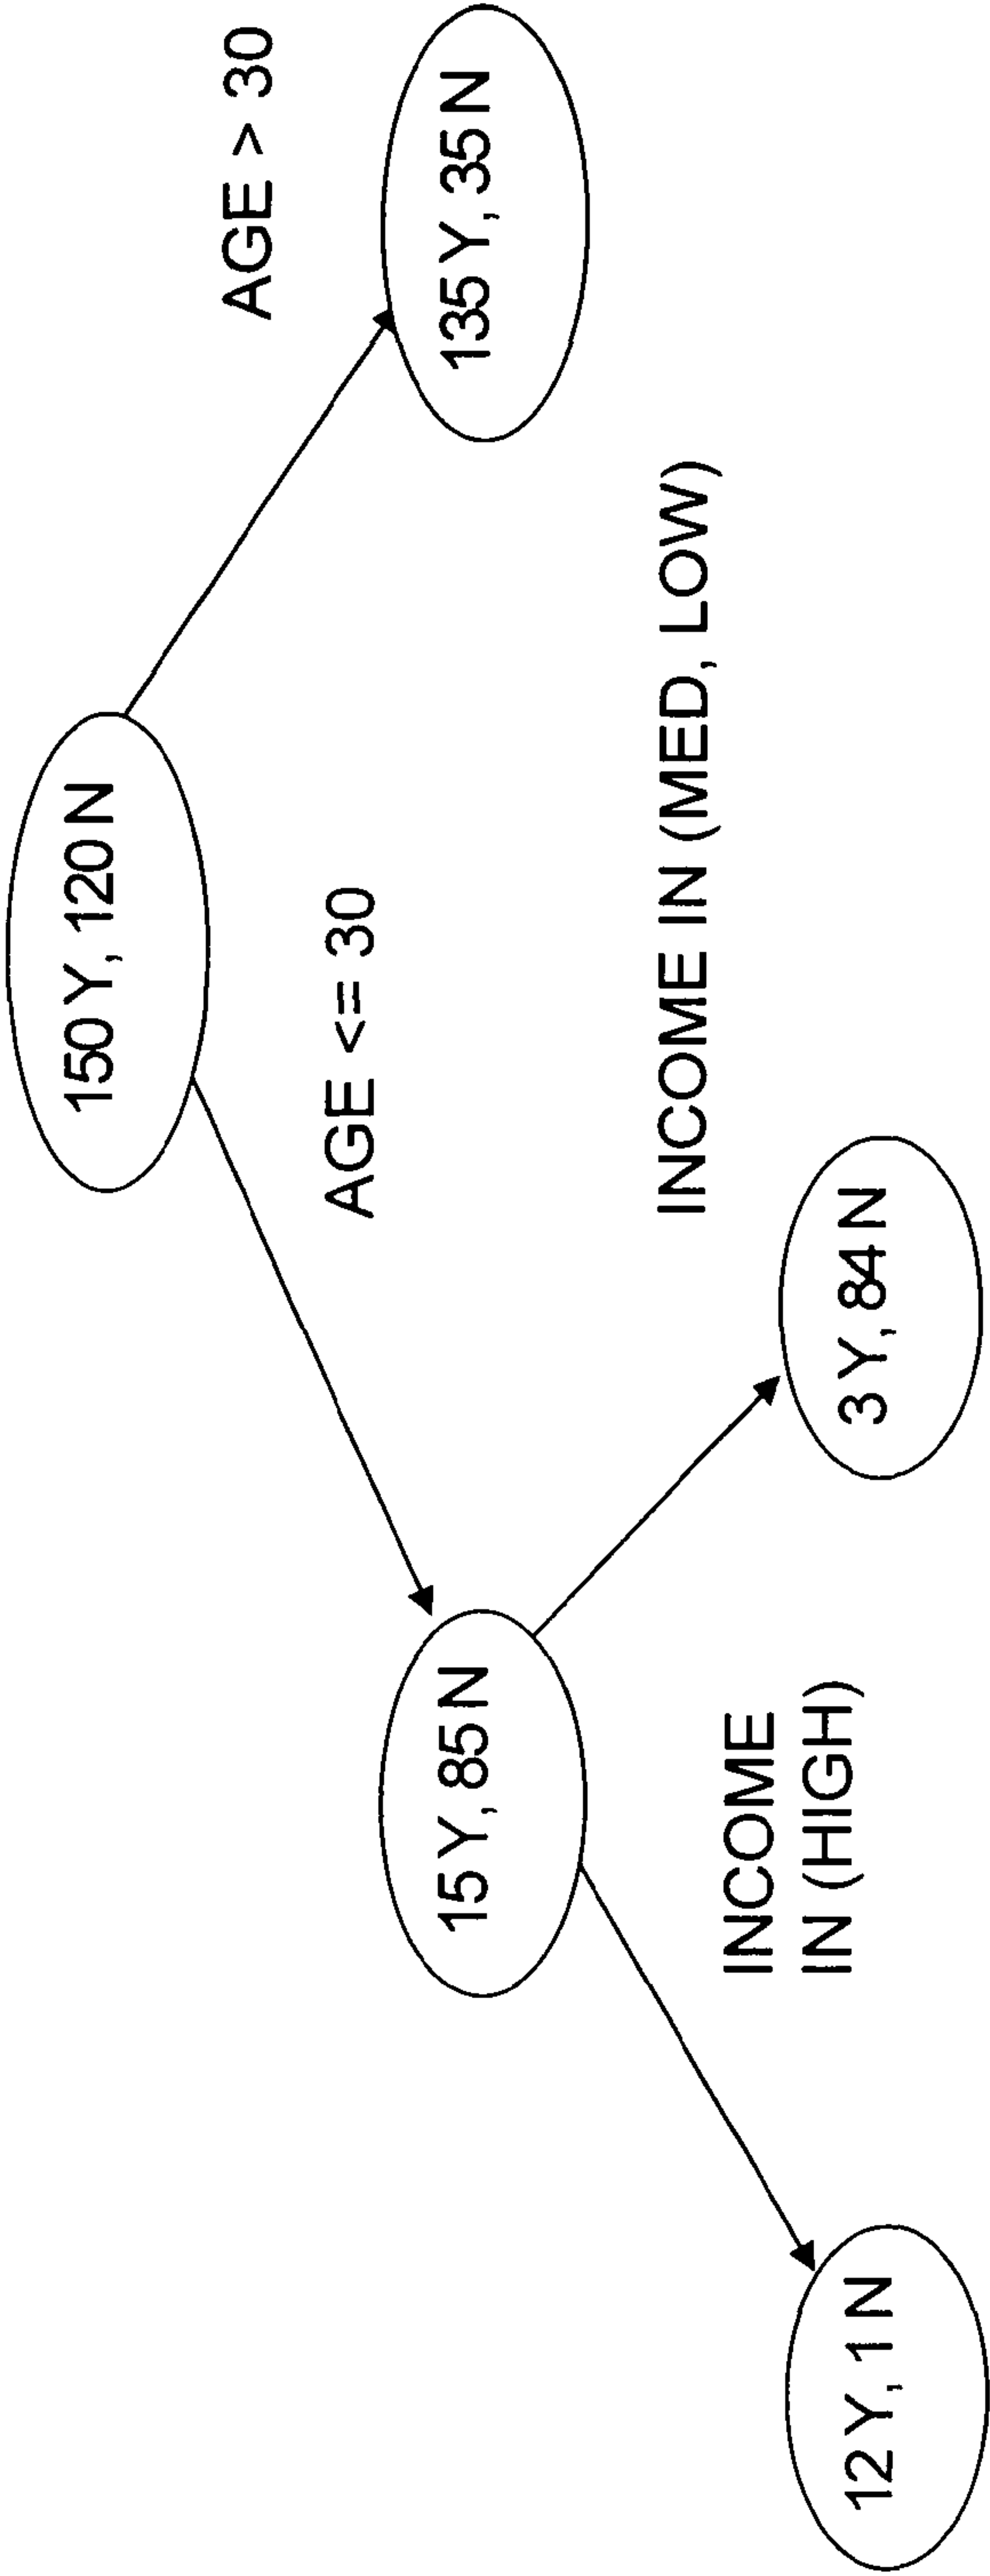 150 Y, 120 N
AGE <= 30
AGE > 30
15 Y, 85 N
135 Y, 35 N
INCOME
IN (HIGH)
INCOME IN (MED, LOW)
12 Y, 1 N
3 Y, 84 N